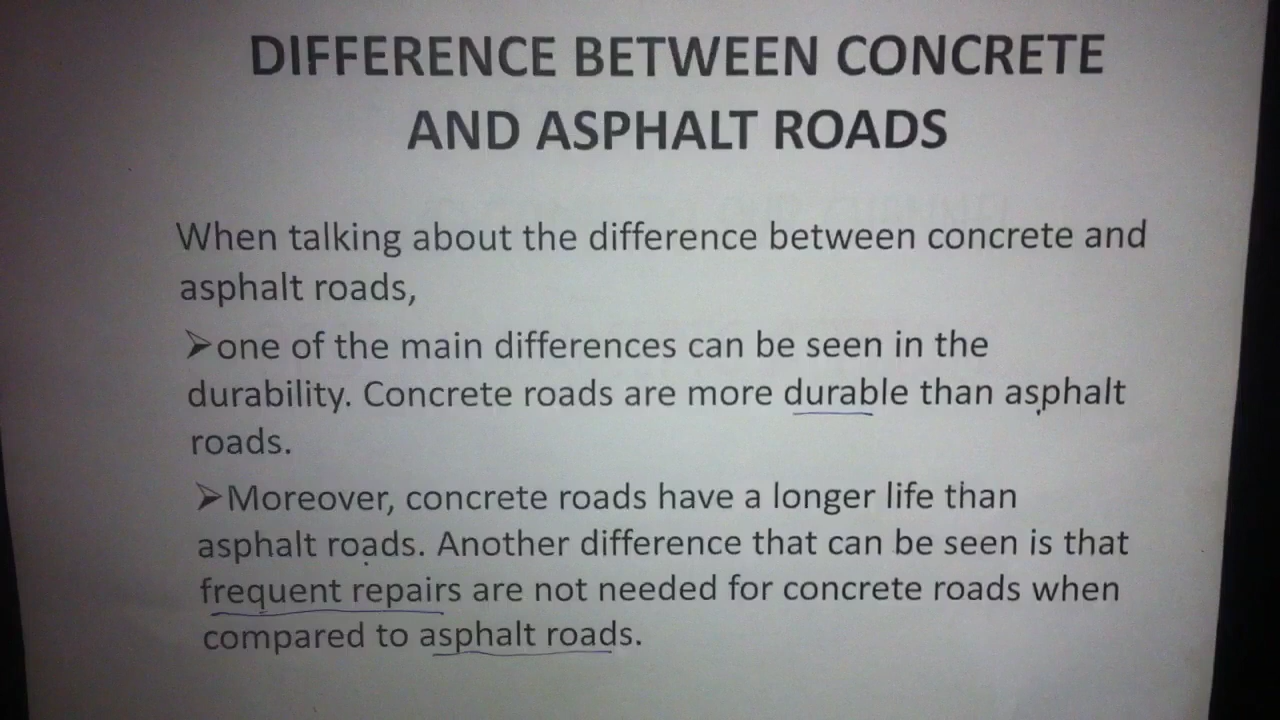 DIFFERENCE BETWEEN CONCRETE
AND ASPHALT ROADS
When talking about the difference between concrete and
asphalt roads,
➢one of the main differences can be seen in the
durability. Concrete roads are more durable than asphalt
roads.
➢Moreover, concrete roads have a longer life than
asphalt roads. Another difference that can be seen is that
frequent repairs are not needed for concrete roads when
compared to asphalt roads.